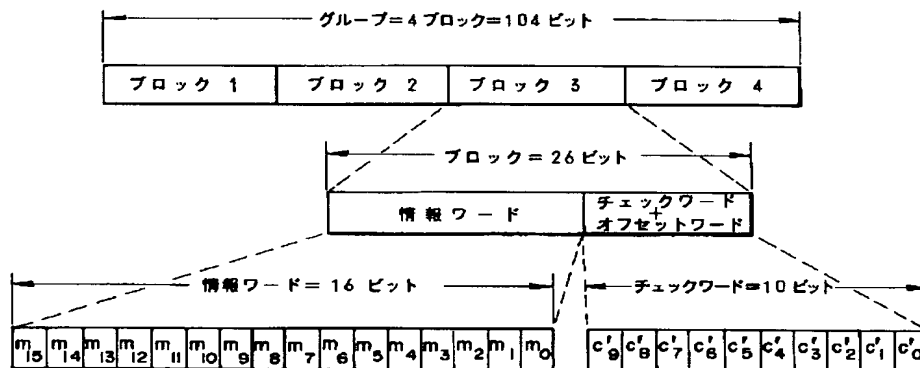 グループ=4ブロック=104ビット
ブロック 1 ブロック 2 ブロック 3 ブロック 4
ブロック=26ビット
情報ワード チェックワード
+
オフセットワード
情報ワード=16 ビット チェックワード=10ビット
m15 m14 m13 m12 m11 m10 m9 m8 m7 m6 m5 m4 m3 m2 m1 m0 c'9 c'8 c'7 c'6 c'5 c'4 c'3 c'2 c'1 c'0